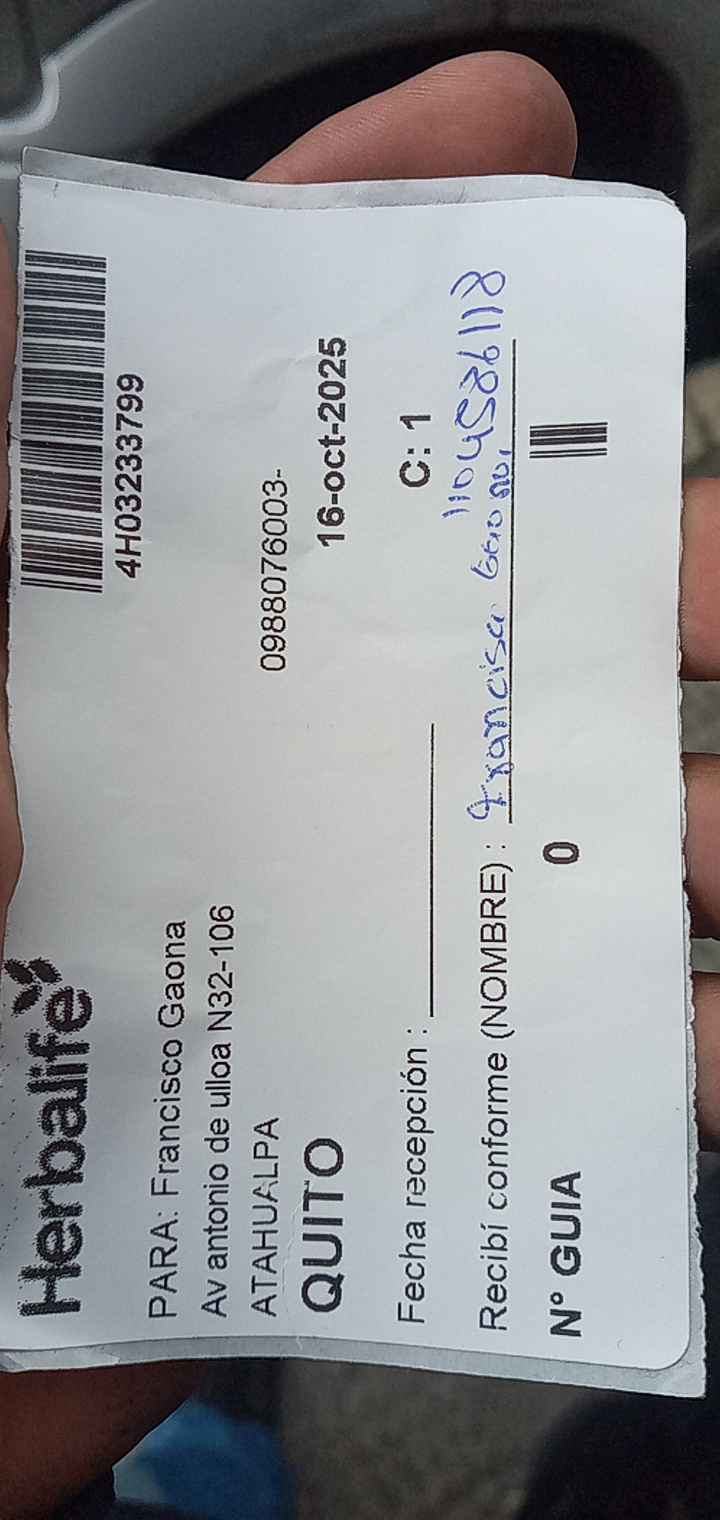 Herbalife
4H03233799
PARA: Francisco Gaona
Av antonio de ulloa N32-106
ATAHUALPA 0988076003-
QUITO 16-oct-2025
Fecha recepción : C: 1
1104586118
Recibí conforme (NOMBRE) : Francisco Gaona
N° GUIA 0